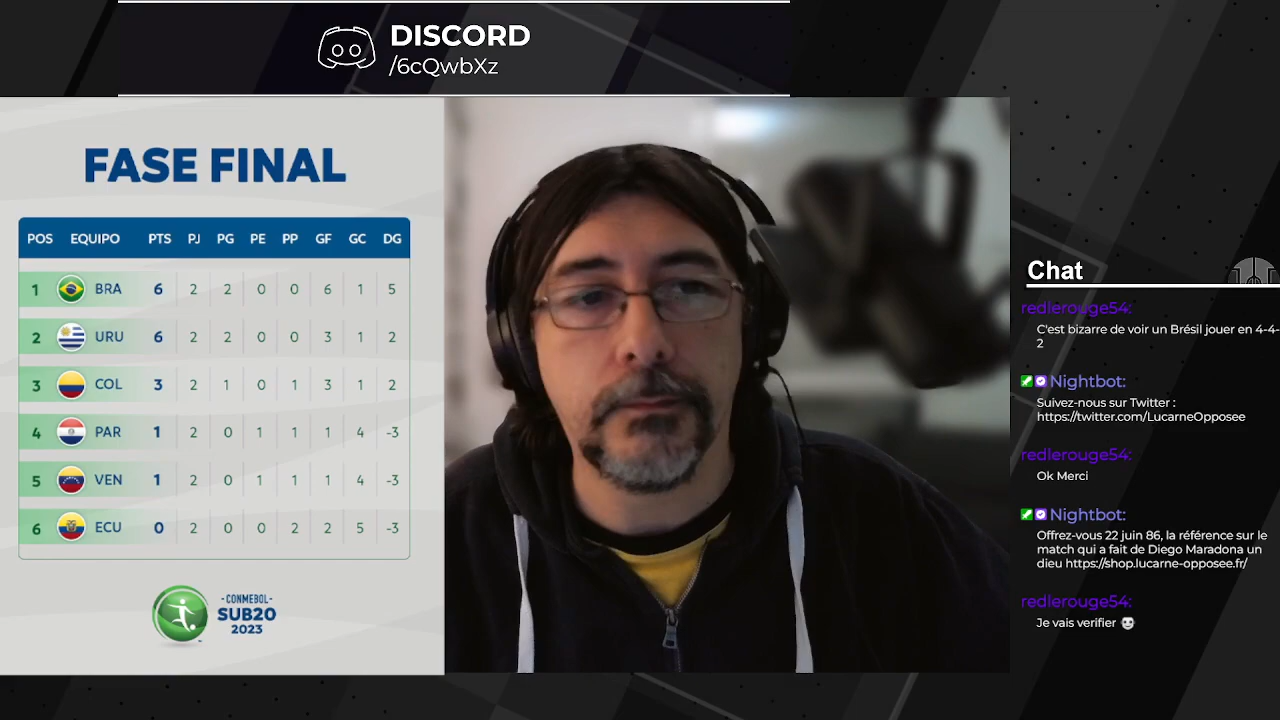 DISCORD
/6cQwbXz
FASE FINAL
POS EQUIPO PTS PJ PG PE PP GF GC DG
1 BRA 6 2 2 0 0 6 1 5
2 URU 6 2 2 0 0 3 1 2
3 COL 3 2 1 0 1 3 1 2
4 PAR 1 2 0 1 1 1 4 -3
5 VEN 1 2 0 1 1 1 4 -3
6 ECU 0 2 0 0 2 2 5 -3
-CONMEBOL-
SUB20
2023
Chat
redlerouge54:
C'est bizarre de voir un Brésil jouer en 4-4-
2
Nightbot:
Suivez-nous sur Twitter :
https://twitter.com/LucarneOpposee
redlerouge54:
Ok Merci
Nightbot:
Offrez-vous 22 juin 86, la référence sur le
match qui a fait de Diego Maradona un
dieu https://shop.lucarne-opposee.fr/
redlerouge54:
Je vais verifier